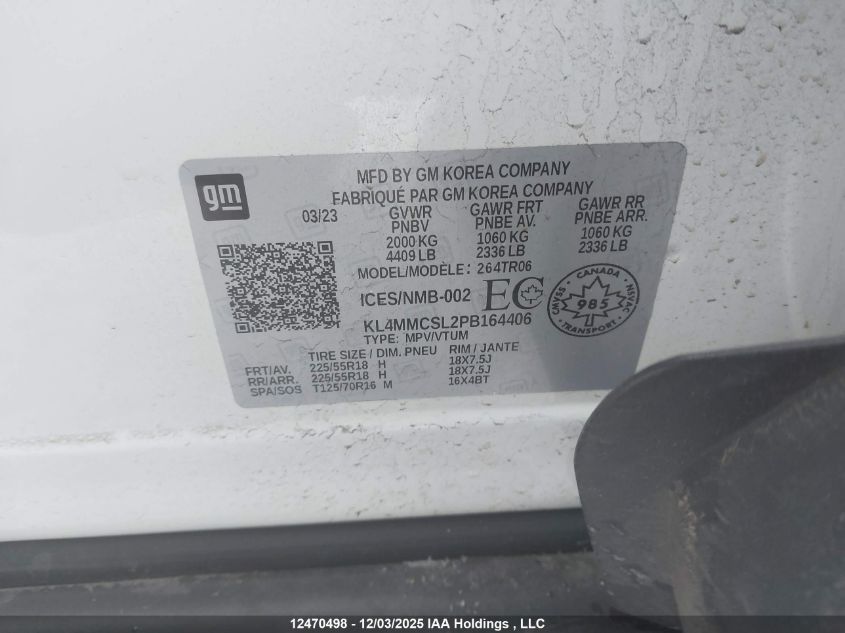 gm
MFD BY GM KOREA COMPANY
FABRIQUÉ PAR GM KOREA COMPANY
03/23 GVWR GAWR FRT GAWR RR
PNBV PNBE AV. PNBE ARR.
2000 KG 1060 KG 1060 KG
4409 LB 2336 LB 2336 LB
MODEL/MODÈLE: 264TR06
ICES/NMB-002 EC
CANADA
CMVSS 985 NSVAC
TRANSPORT
KL4MMCSL2PB164406
TYPE: MPV/VTUM
TIRE SIZE / DIM. PNEU RIM / JANTE
FRT/AV. 225/55R18 H 18X7.5J
RR/ARR. 225/55R18 H 18X7.5J
SPA/SOS T125/70R16 M 16X4BT
12470498 - 12/03/2025 IAA Holdings , LLC